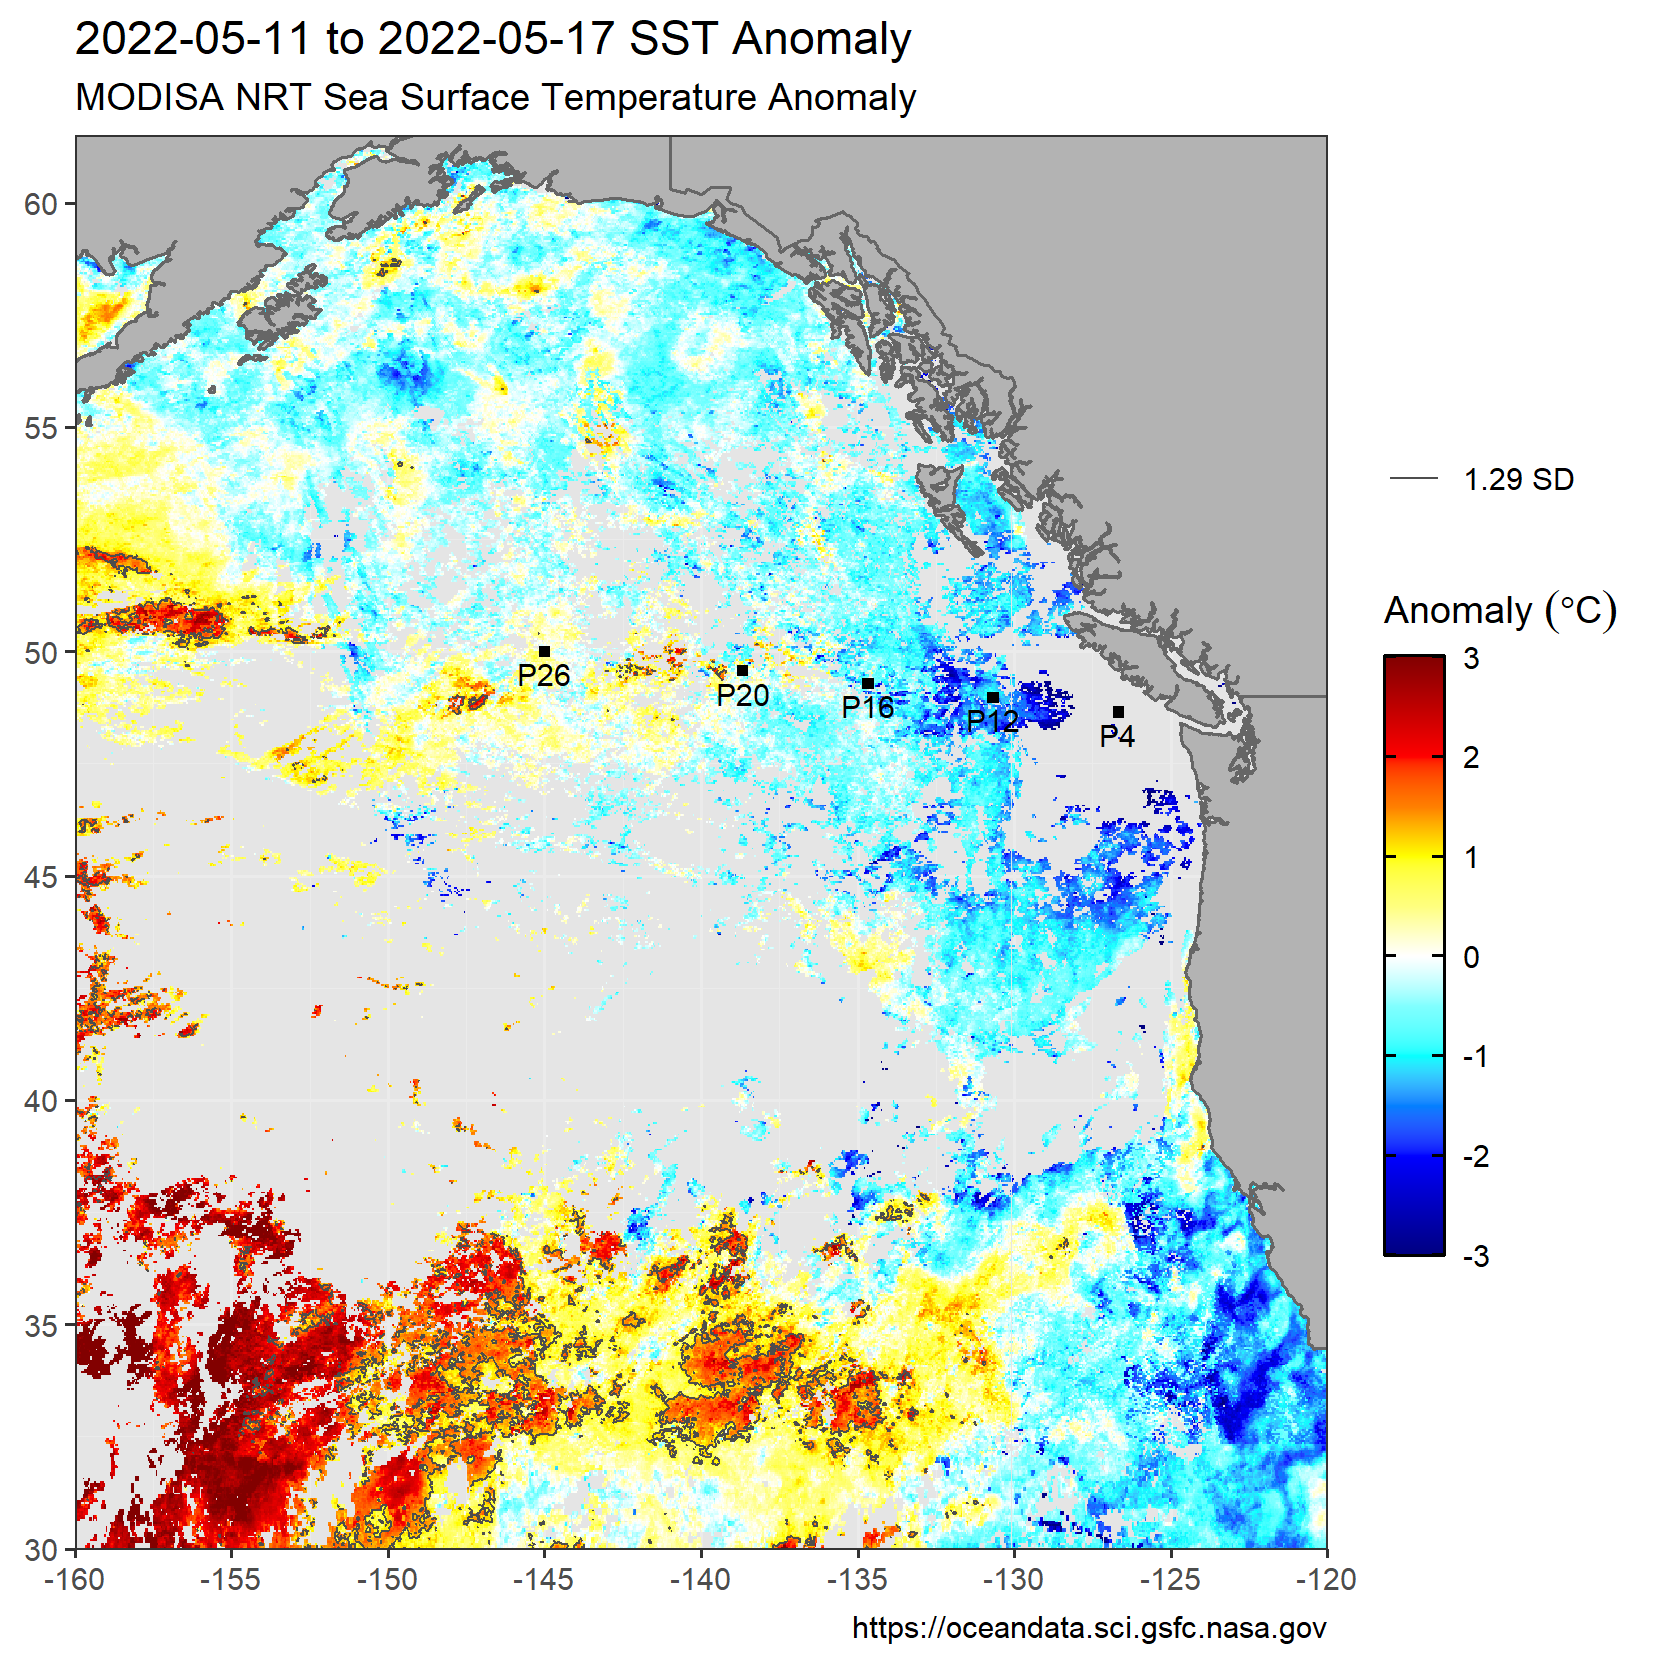 2022-05-11 to 2022-05-17 SST Anomaly
MODISA NRT Sea Surface Temperature Anomaly
60
55
50
45
40
35
30
-160
-155
-150
-145
-140
-135
-130
-125
-120
P26
P20
P16
P12
P4
1.29 SD
Anomaly (°C)
3
2
1
0
-1
-2
-3
https://oceandata.sci.gsfc.nasa.gov